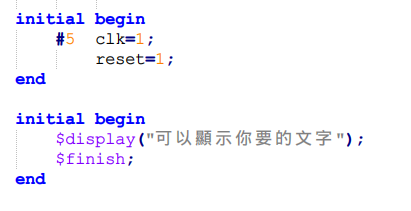 initial begin
#5 clk=1;
reset=1;
end
initial begin
$display("可以顯示你要的文字");
$finish;
end